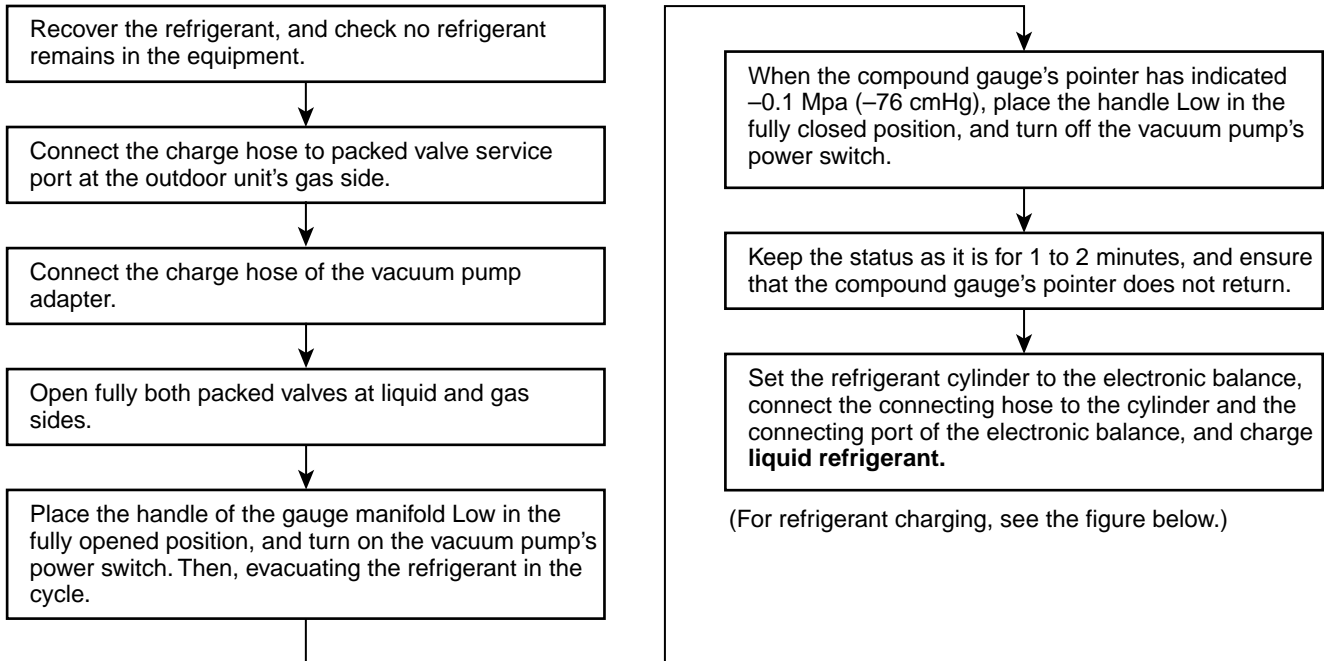 Recover the refrigerant, and check no refrigerant
remains in the equipment.
Connect the charge hose to packed valve service
port at the outdoor unit's gas side.
Connect the charge hose of the vacuum pump
adapter.
Open fully both packed valves at liquid and gas
sides.
Place the handle of the gauge manifold Low in the
fully opened position, and turn on the vacuum pump's
power switch. Then, evacuating the refrigerant in the
cycle.
When the compound gauge's pointer has indicated
–0.1 Mpa (–76 cmHg), place the handle Low in the
fully closed position, and turn off the vacuum pump's
power switch.
Keep the status as it is for 1 to 2 minutes, and ensure
that the compound gauge's pointer does not return.
Set the refrigerant cylinder to the electronic balance,
connect the connecting hose to the cylinder and the
connecting port of the electronic balance, and charge
liquid refrigerant.
(For refrigerant charging, see the figure below.)